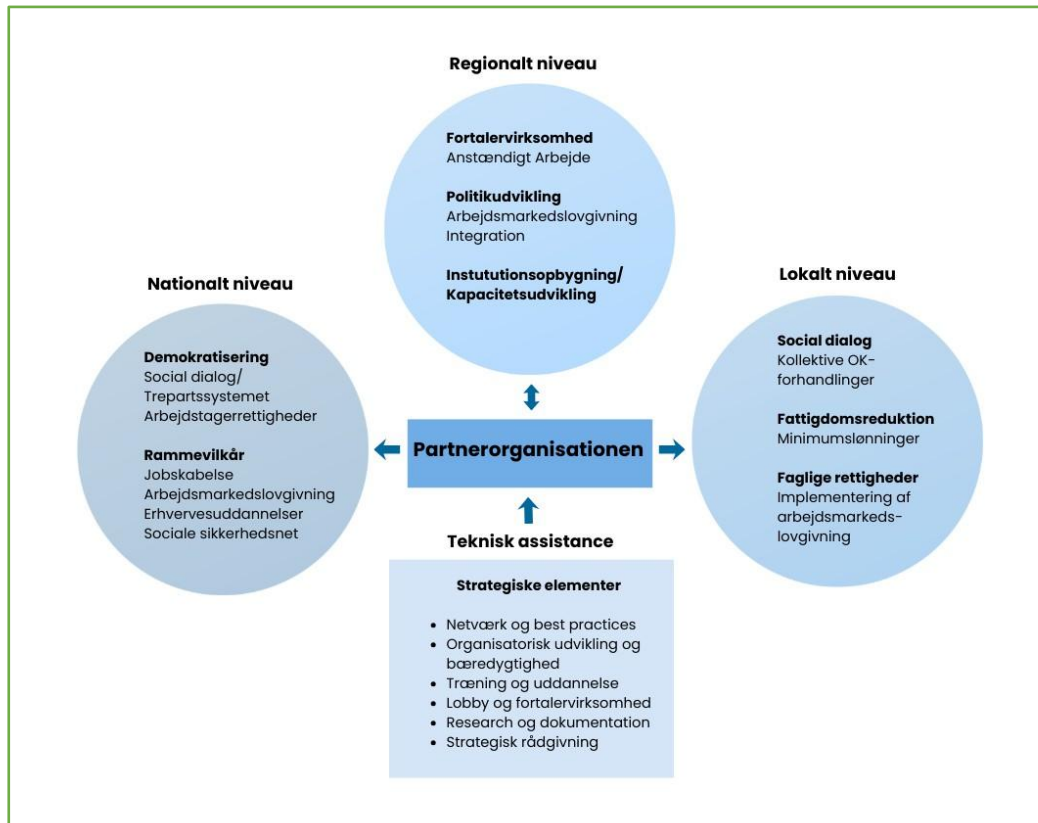 Regionalt niveau
Fortalervirksomhed
Anstændigt Arbejde
Politikudvikling
Arbejdsmarkedslovgivning
Integration
Instutionsopbygning/
Kapacitetsudvikling
Nationalt niveau
Demokratisering
Social dialog/
Trepartssystemet
Arbejdstagerrettigheder
Rammevilkår
Jobskabelse
Arbejdsmarkedslovgivning
Erhvervesuddannelser
Sociale sikkerhedsnet
Lokalt niveau
Social dialog
Kollektive OK-
forhandlinger
Fattigdomsreduktion
Minimumslønninger
Faglige rettigheder
Implementering af
arbejdsmarkeds-
lovgivning
Partnerorganisationen
Teknisk assistance
Strategiske elementer
• Netværk og best practices
• Organisatorisk udvikling og
bæredygtighed
• Træning og uddannelse
• Lobby og fortalervirksomhed
• Research og dokumentation
• Strategisk rådgivning